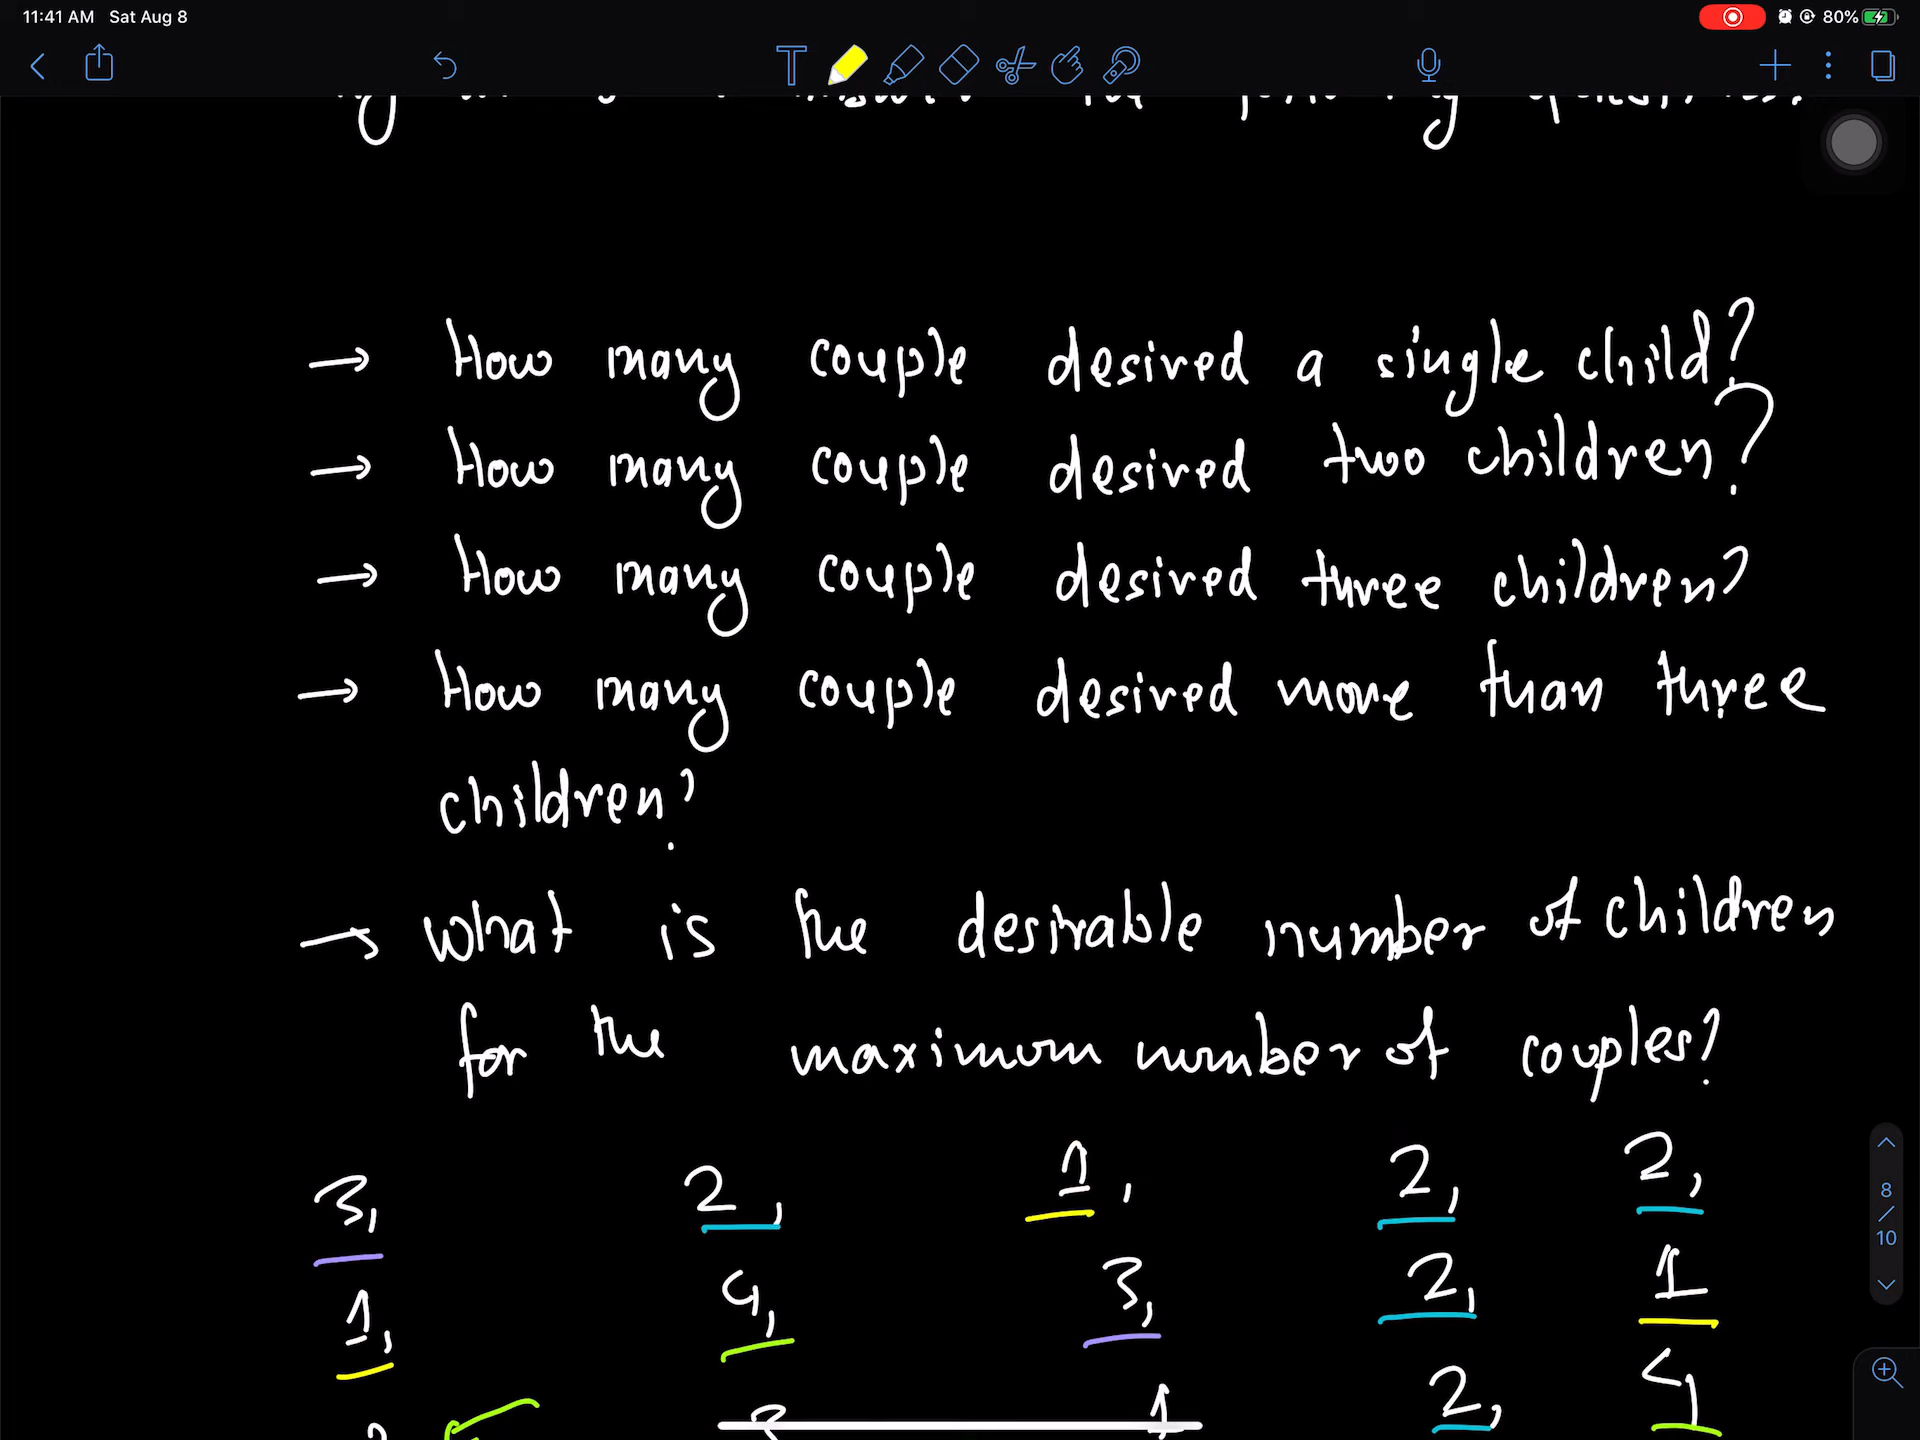 11:41 AM Sat Aug 8 80%
→ How many couple desired a single child?
→ How many couple desired two children?
→ How many couple desired three children?
→ How many couple desired more than three
children?
→ What is the desirable number of children
for the maximum number of couples?
3, 2, 1, 2, 2,
1, 4, 3, 2, 1
1 2, 4
8
/
10